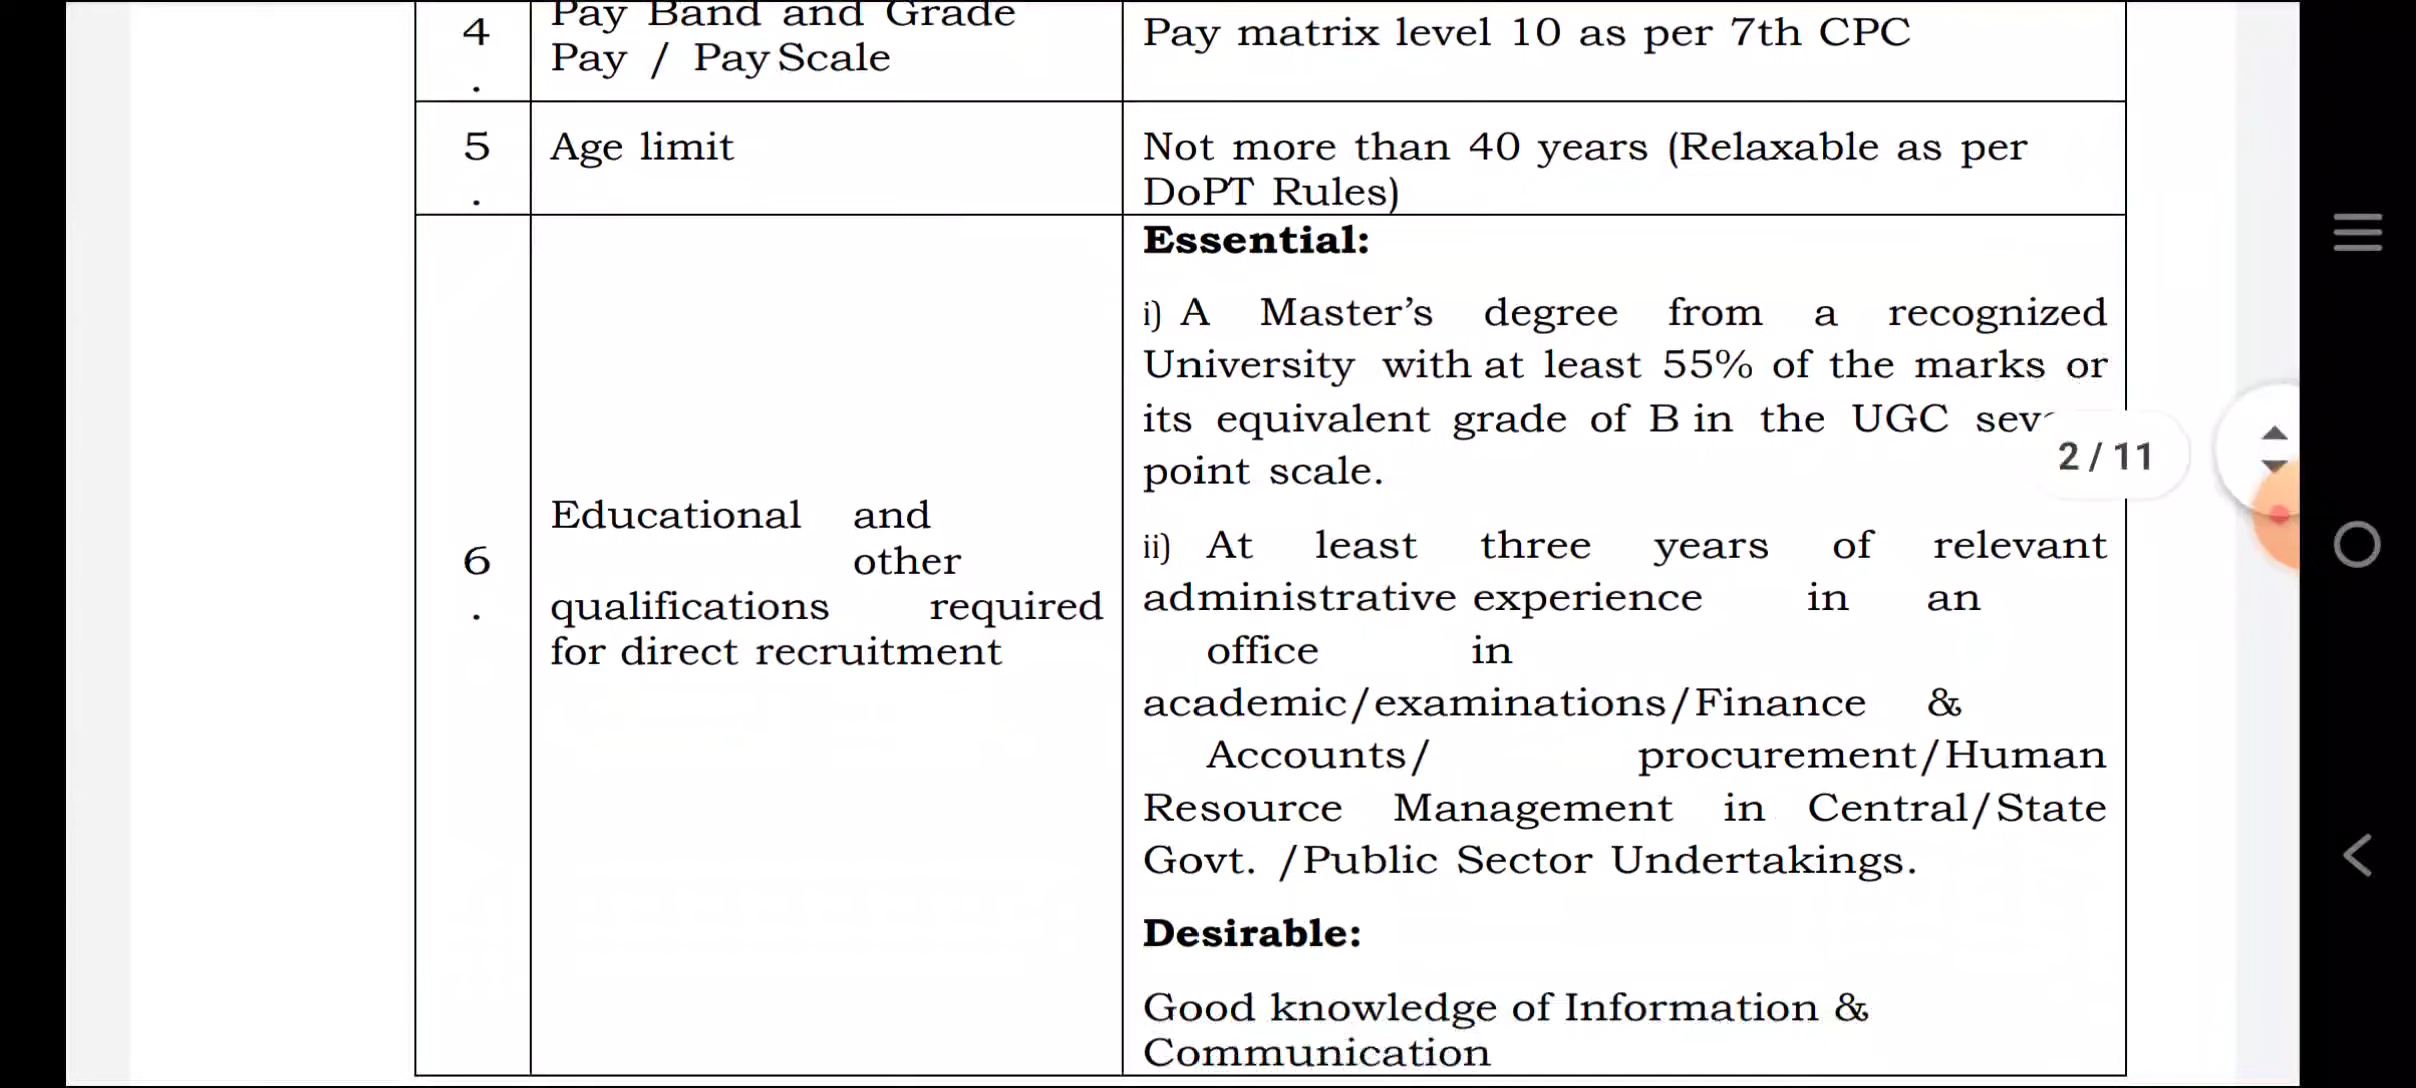 4
.
Pay Band and Grade
Pay / Pay Scale
Pay matrix level 10 as per 7th CPC
5
.
Age limit
Not more than 40 years (Relaxable as per
DoPT Rules)
6
.
Educational and
other
qualifications required
for direct recruitment
Essential:
i) A Master's degree from a recognized
University with at least 55% of the marks or
its equivalent grade of B in the UGC
point scale.
ii) At least three years of relevant
administrative experience in an
office in
academic/examinations/Finance &
Accounts/ procurement/Human
Resource Management in Central/State
Govt. /Public Sector Undertakings.
Desirable:
Good knowledge of Information &
Communication
2 / 11